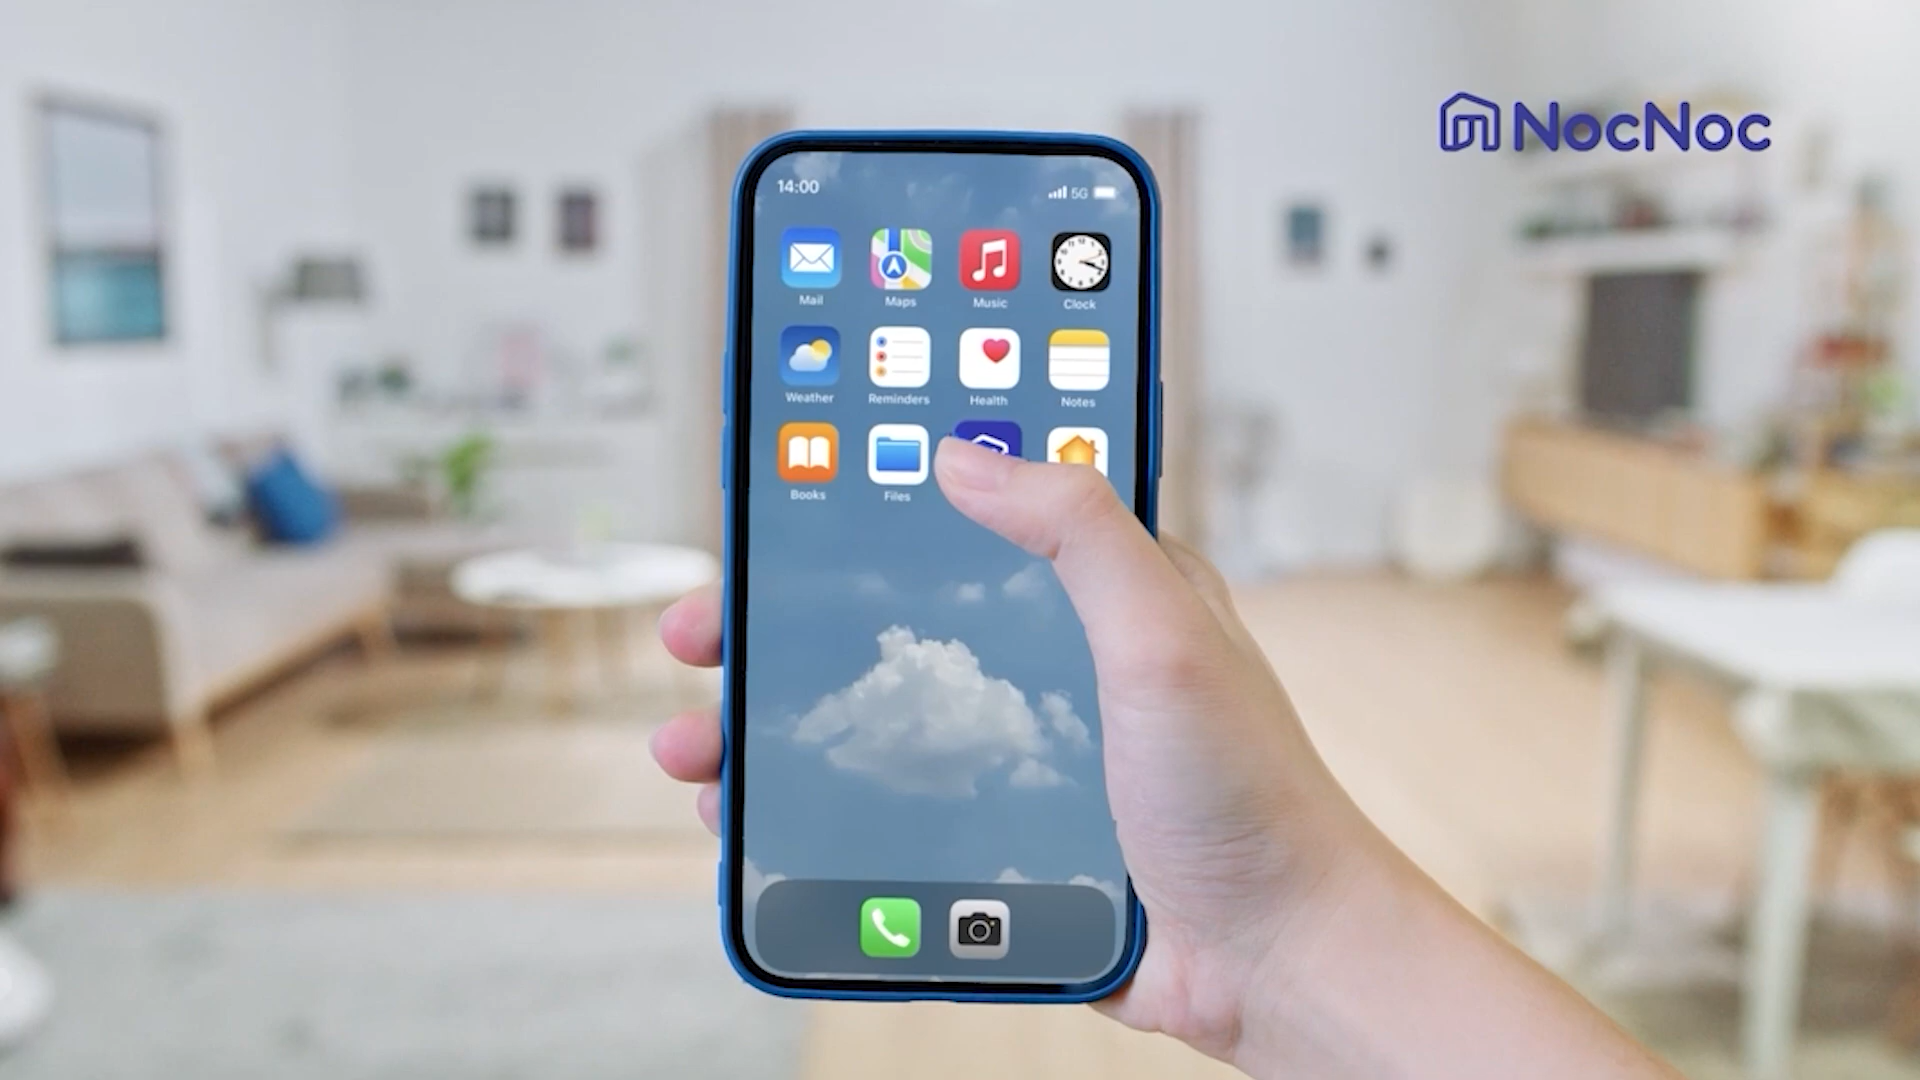 NocNoc
14:00
5G
Mail
Maps
Music
Clock
Weather
Reminders
Health
Notes
Books
Files